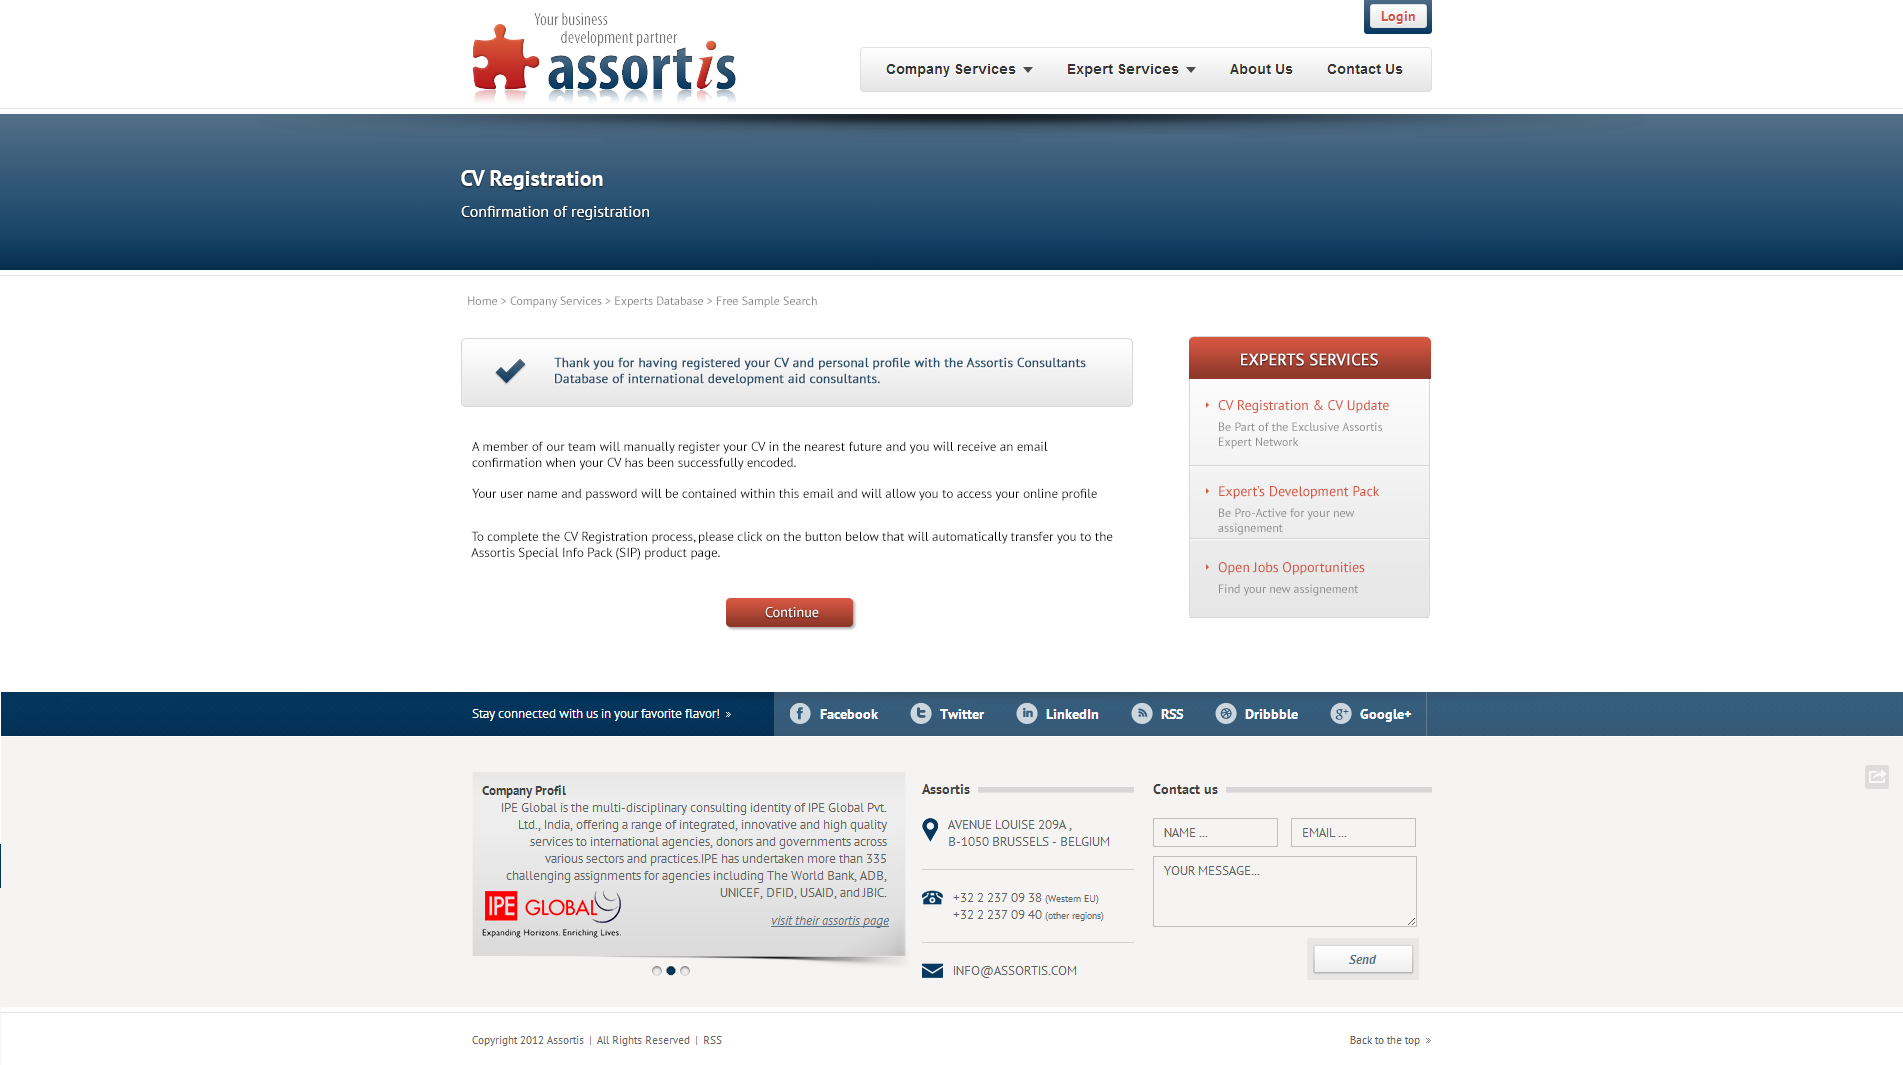 Your business
development partner
assortis
Login
Company Services
Expert Services
About Us
Contact Us
CV Registration
Confirmation of registration
Home > Company Services > Experts Database > Free Sample Search
Thank you for having registered your CV and personal profile with the Assortis Consultants
Database of international development aid consultants.
A member of our team will manually register your CV in the nearest future and you will receive an email
confirmation when your CV has been successfully encoded.
Your user name and password will be contained within this email and will allow you to access your online profile
To complete the CV Registration process, please click on the button below that will automatically transfer you to the
Assortis Special Info Pack (SIP) product page.
Continue
EXPERTS SERVICES
CV Registration & CV Update
Be Part of the Exclusive Assortis
Expert Network
Expert's Development Pack
Be Pro-Active for your new
assignement
Open Jobs Opportunities
Find your new assignement
Stay connected with us in your favorite flavor! »
Facebook
Twitter
LinkedIn
RSS
Dribbble
Google+
Company Profil
IPE Global is the multi-disciplinary consulting identity of IPE Global Pvt.
Ltd., India, offering a range of integrated, innovative and high quality
services to international agencies, donors and governments across
various sectors and practices.IPE has undertaken more than 335
challenging assignments for agencies including The World Bank, ADB,
UNICEF, DFID, USAID, and JBIC.
IPE GLOBAL
Expanding Horizons. Enriching Lives.
visit their assortis page
Assortis
AVENUE LOUISE 209A ,
B-1050 BRUSSELS - BELGIUM
+32 2 237 09 38 (Western EU)
+32 2 237 09 40 (other regions)
INFO@ASSORTIS.COM
Contact us
NAME ...
EMAIL ...
YOUR MESSAGE...
Send
Copyright 2012 Assortis | All Rights Reserved | RSS
Back to the top »